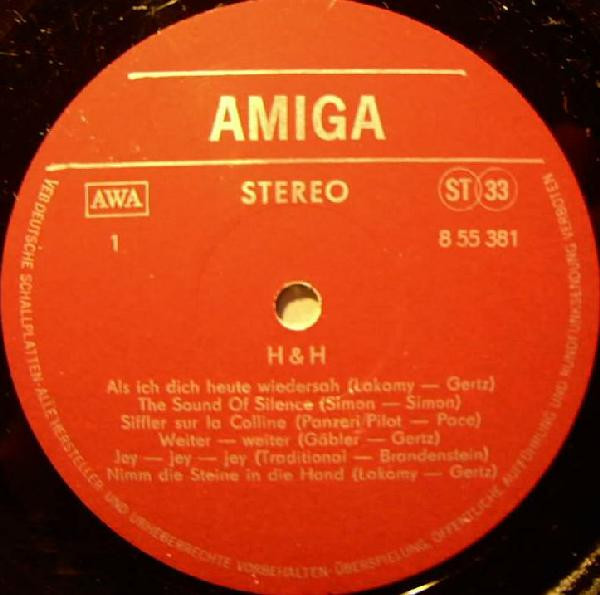 AMIGA
AWA
STEREO
ST 33
1
8 55 381
H & H
Als ich dich heute wiedersah (Lakomy — Gertz)
The Sound Of Silence (Simon — Simon)
Siffler sur la Colline (Panzeri/Pilot — Pace)
Weiter — weiter (Gäbler — Gertz)
Jay — jey — jey (Traditional — Brandenstein)
Nimm die Steine in die Hand (Lakomy — Gertz)
VEB DEUTSCHE SCHALLPLATTEN · ALLE HERSTELLER- UND URHEBERRECHTE VORBEHALTEN · ÜBERSPIELUNG, ÖFFENTLICHE AUFFÜHRUNG UND RUNDFUNKSENDUNG VERBOTEN